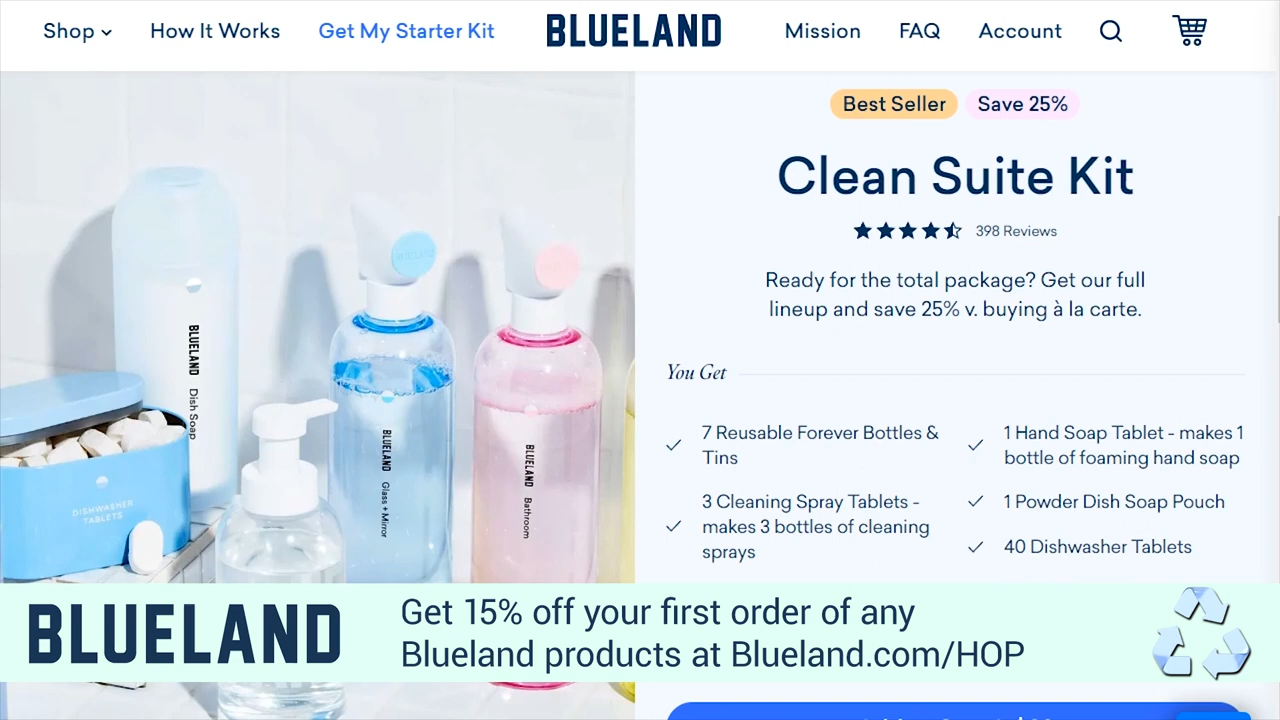 Shop
How It Works
Get My Starter Kit
BLUELAND
Mission
FAQ
Account
Best Seller
Save 25%
Clean Suite Kit
398 Reviews
Ready for the total package? Get our full
lineup and save 25% v. buying à la carte.
You Get
7 Reusable Forever Bottles &
Tins
3 Cleaning Spray Tablets -
makes 3 bottles of cleaning
sprays
1 Hand Soap Tablet - makes 1
bottle of foaming hand soap
1 Powder Dish Soap Pouch
40 Dishwasher Tablets
BLUELAND Dish Soap
BLUELAND Glass + Mirror
BLUELAND Bathroom
BLUELAND
DISHWASHER
TABLETS
BLUELAND
Get 15% off your first order of any
Blueland products at Blueland.com/HOP